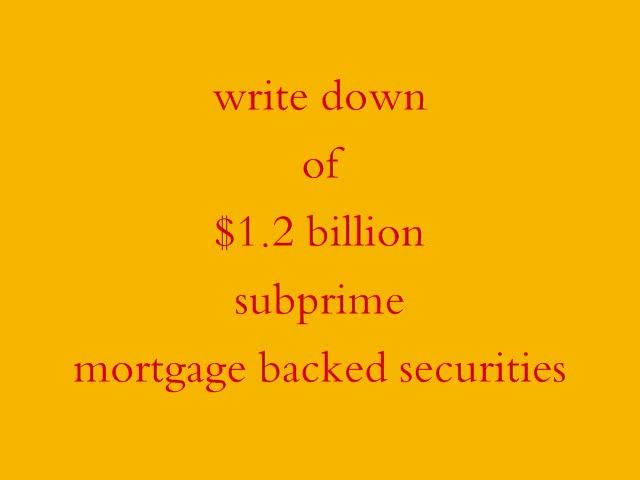 write down
of
$1.2 billion
subprime
mortgage backed securities